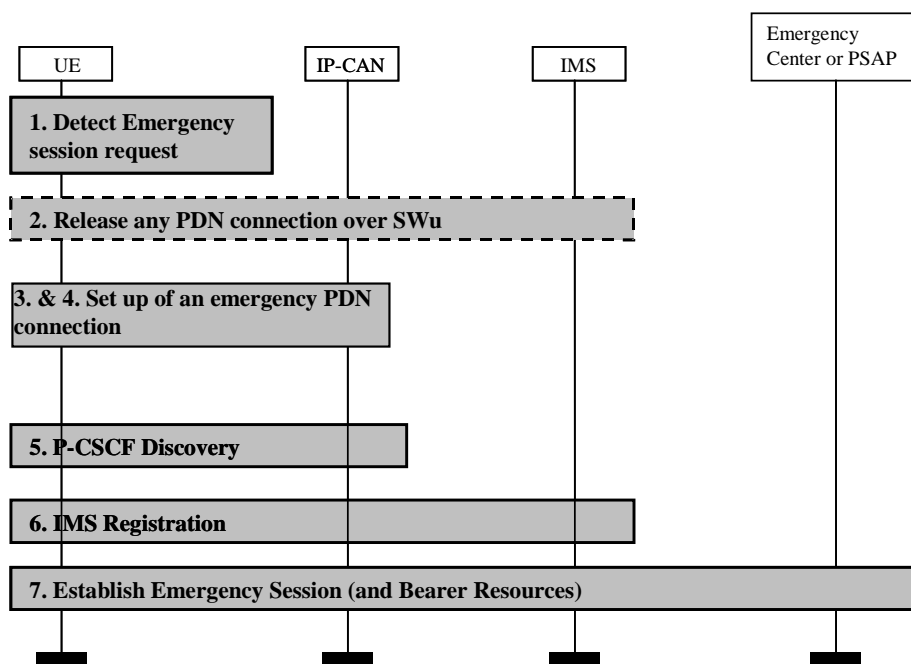 Emergency
Center or PSAP
UE
IP-CAN
IMS
1. Detect Emergency
session request
2. Release any PDN connection over SWu
3. & 4. Set up of an emergency PDN
connection
5. P-CSCF Discovery
6. IMS Registration
7. Establish Emergency Session (and Bearer Resources)